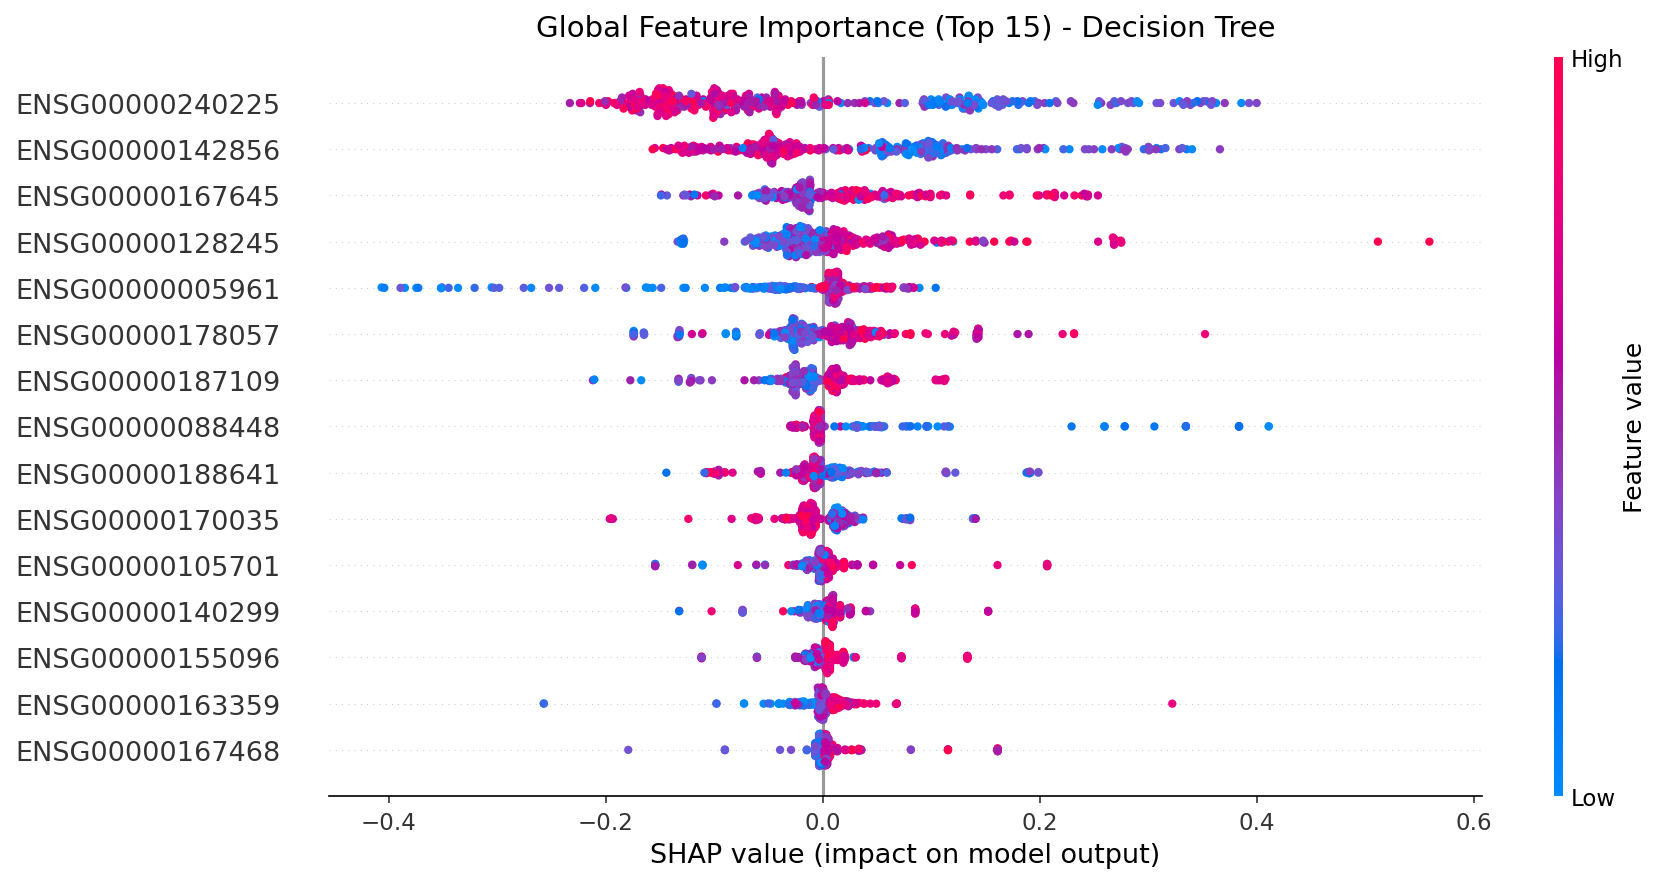 Global Feature Importance (Top 15) - Decision Tree
High
ENSG00000240225
ENSG00000142856
ENSG00000167645
ENSG00000128245
ENSG00000005961
ENSG00000178057
ENSG00000187109
ENSG00000088448
ENSG00000188641
ENSG00000170035
ENSG00000105701
ENSG00000140299
ENSG00000155096
ENSG00000163359
ENSG00000167468
Feature value
Low
−0.4 −0.2 0.0 0.2 0.4 0.6
SHAP value (impact on model output)